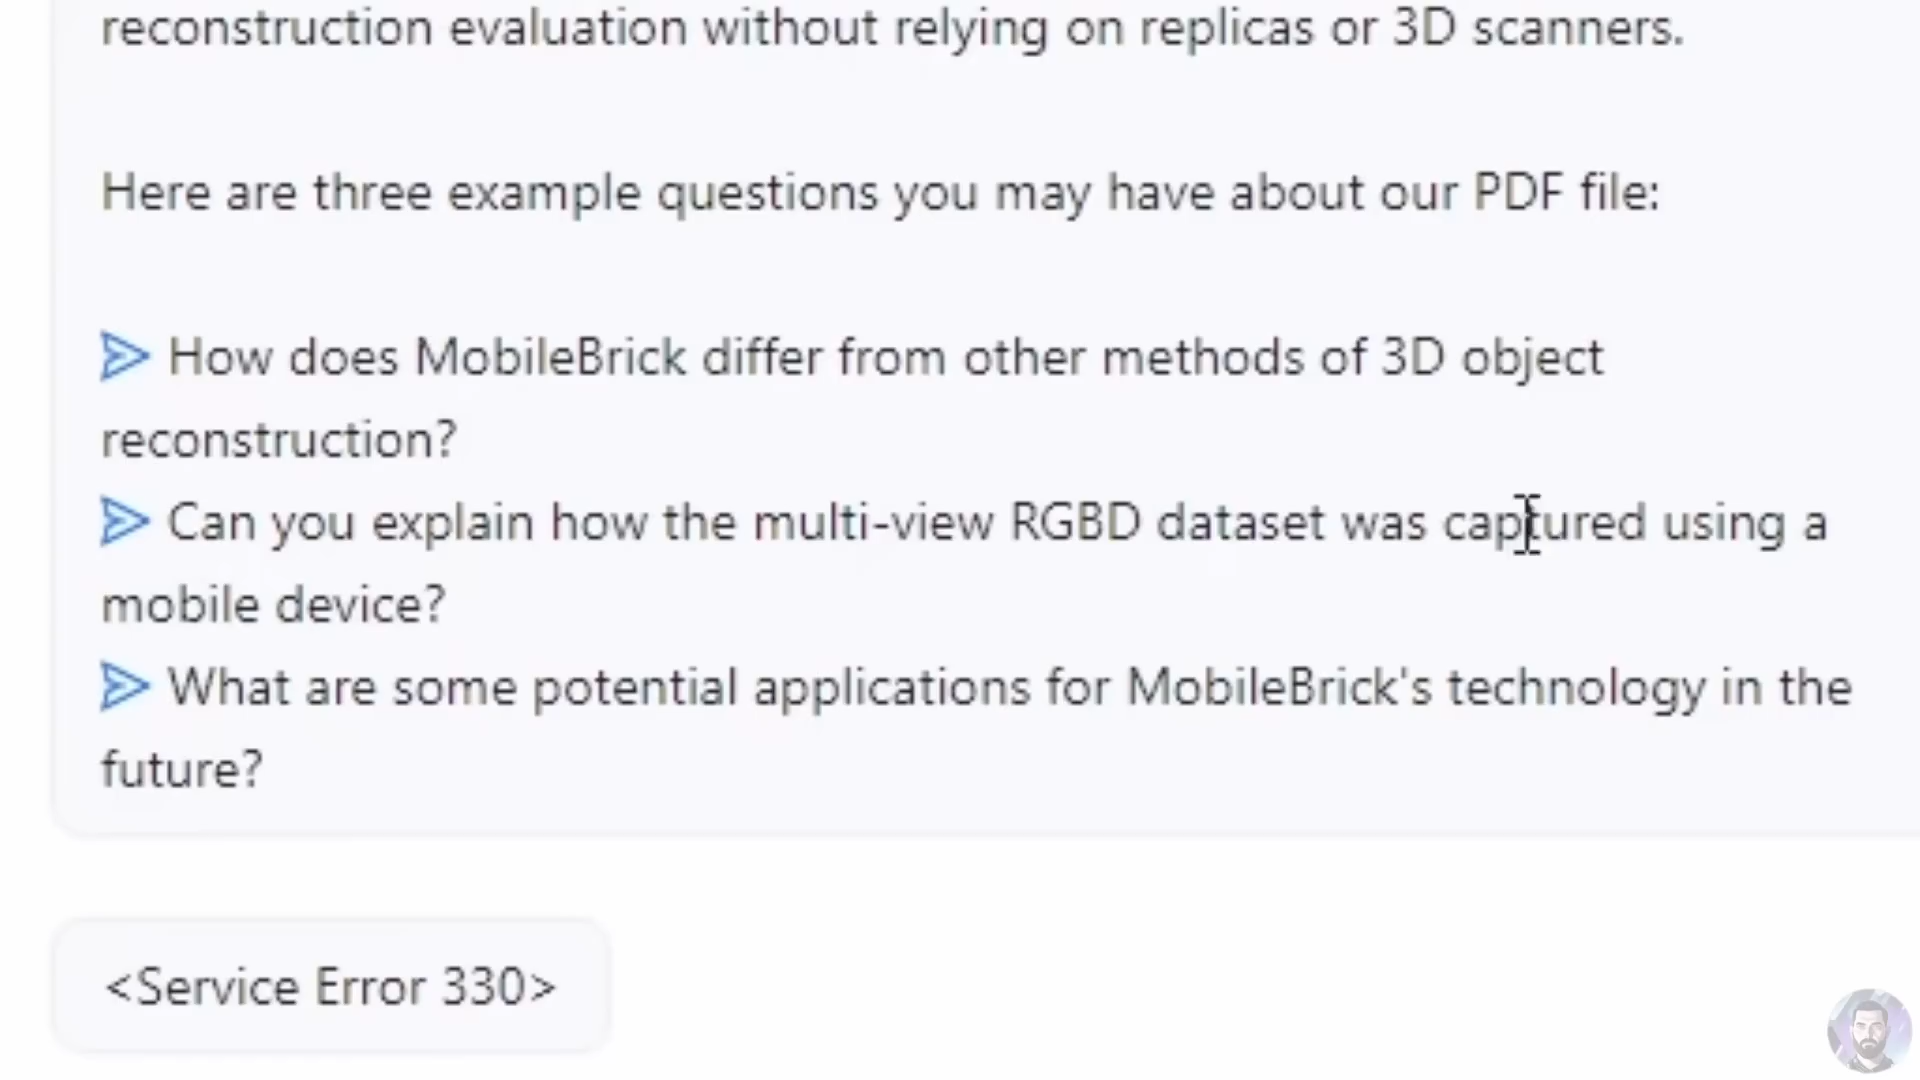 reconstruction evaluation without relying on replicas or 3D scanners.
Here are three example questions you may have about our PDF file:
How does MobileBrick differ from other methods of 3D object
reconstruction?
Can you explain how the multi-view RGBD dataset was captured using a
mobile device?
What are some potential applications for MobileBrick's technology in the
future?
<Service Error 330>